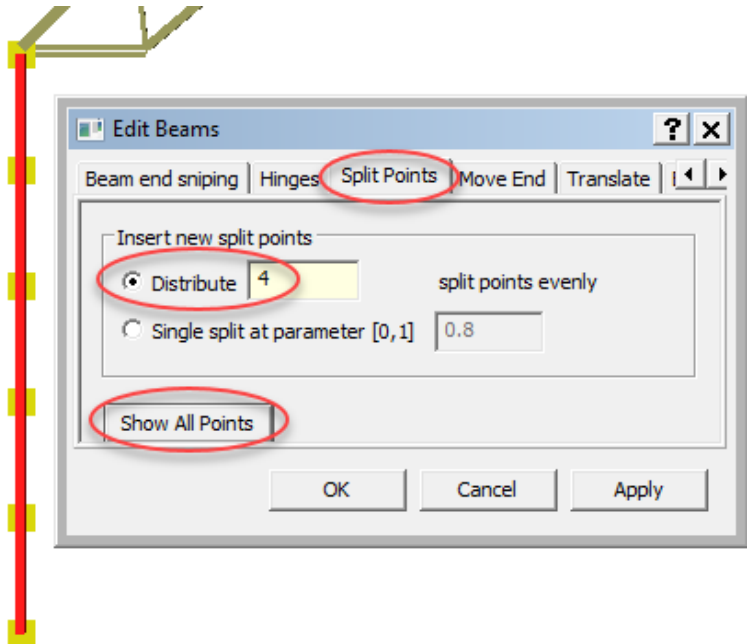 Edit Beams
Beam end sniping Hinges Split Points Move End Translate
Insert new split points
Distribute 4 split points evenly
Single split at parameter [0,1] 0.8
Show All Points
OK Cancel Apply